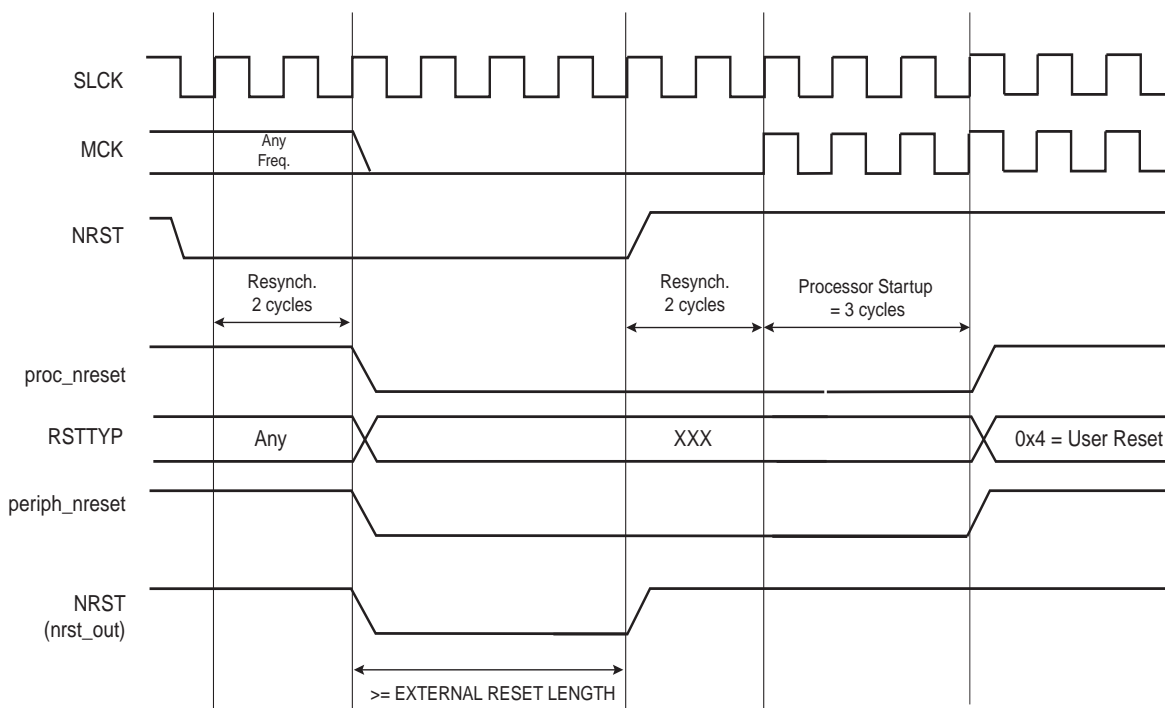 SLCK
MCK
Any
Freq.
NRST
Resynch.
2 cycles
Resynch.
2 cycles
Processor Startup
= 3 cycles
proc_nreset
RSTTYP
Any
XXX
0x4 = User Reset
periph_nreset
NRST
(nrst_out)
>= EXTERNAL RESET LENGTH